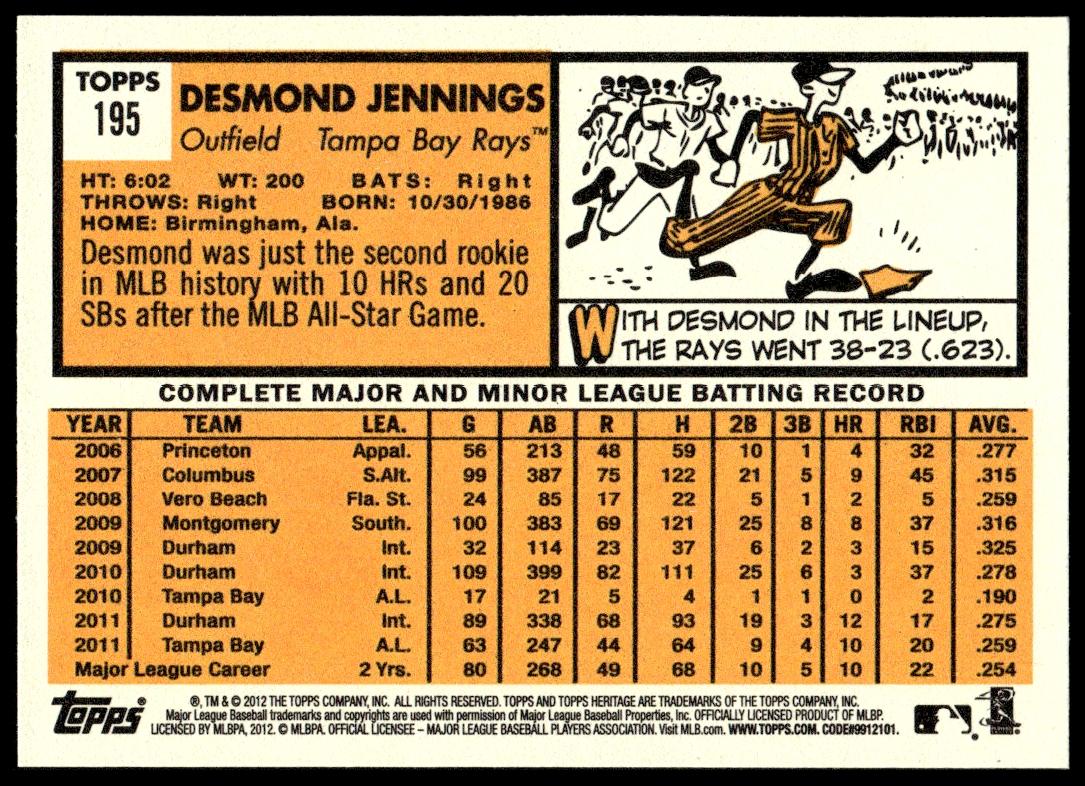 TOPPS
195
DESMOND JENNINGS
Outfield Tampa Bay Rays™
HT: 6:02 WT: 200 BATS: Right
THROWS: Right BORN: 10/30/1986
HOME: Birmingham, Ala.
Desmond was just the second rookie
in MLB history with 10 HRs and 20
SBs after the MLB All-Star Game.
WITH DESMOND IN THE LINEUP,
THE RAYS WENT 38-23 (.623).
COMPLETE MAJOR AND MINOR LEAGUE BATTING RECORD
YEAR TEAM LEA. G AB R H 2B 3B HR RBI AVG.
2006 Princeton Appal. 56 213 48 59 10 1 4 32 .277
2007 Columbus S.Atl. 99 387 75 122 21 5 9 45 .315
2008 Vero Beach Fla. St. 24 85 17 22 5 1 2 5 .259
2009 Montgomery South. 100 383 69 121 25 8 8 37 .316
2009 Durham Int. 32 114 23 37 6 2 3 15 .325
2010 Durham Int. 109 399 82 111 25 6 3 37 .278
2010 Tampa Bay A.L. 17 21 5 4 1 1 0 2 .190
2011 Durham Int. 89 338 68 93 19 3 12 17 .275
2011 Tampa Bay A.L. 63 247 44 64 9 4 10 20 .259
Major League Career 2 Yrs. 80 268 49 68 10 5 10 22 .254
Topps®
®, TM & © 2012 THE TOPPS COMPANY, INC. ALL RIGHTS RESERVED. TOPPS AND TOPPS HERITAGE ARE TRADEMARKS OF THE TOPPS COMPANY, INC.
Major League Baseball trademarks and copyrights are used with permission of Major League Baseball Properties, Inc. OFFICIALLY LICENSED PRODUCT OF MLBP.
LICENSED BY MLBPA, 2012. © MLBPA. OFFICIAL LICENSEE – MAJOR LEAGUE BASEBALL PLAYERS ASSOCIATION. Visit MLB.com. WWW.TOPPS.COM. CODE#9912101.